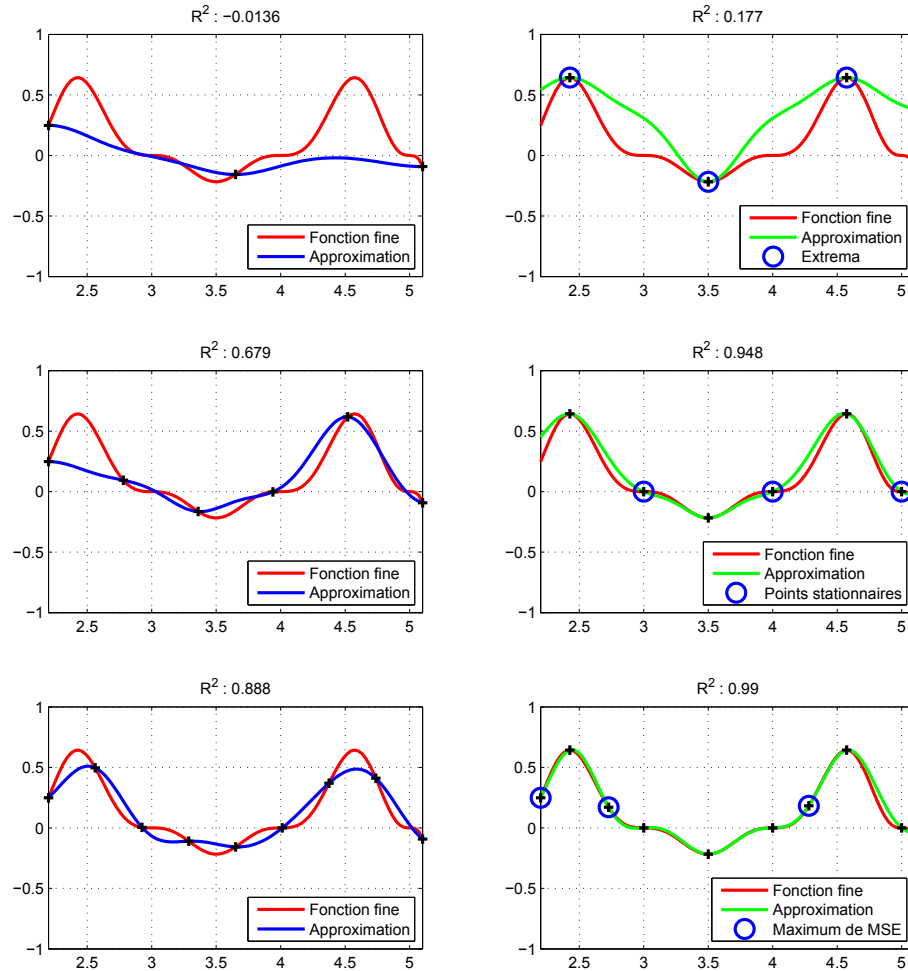 R² : −0.0136
1
0.5
0
−0.5
−1
2.5 3 3.5 4 4.5 5
Fonction fine
Approximation
R² : 0.177
1
0.5
0
−0.5
−1
2.5 3 3.5 4 4.5 5
Fonction fine
Approximation
Extrema
R² : 0.679
1
0.5
0
−0.5
−1
2.5 3 3.5 4 4.5 5
Fonction fine
Approximation
R² : 0.948
1
0.5
0
−0.5
−1
2.5 3 3.5 4 4.5 5
Fonction fine
Approximation
Points stationnaires
R² : 0.888
1
0.5
0
−0.5
−1
2.5 3 3.5 4 4.5 5
Fonction fine
Approximation
R² : 0.99
1
0.5
0
−0.5
−1
2.5 3 3.5 4 4.5 5
Fonction fine
Approximation
Maximum de MSE